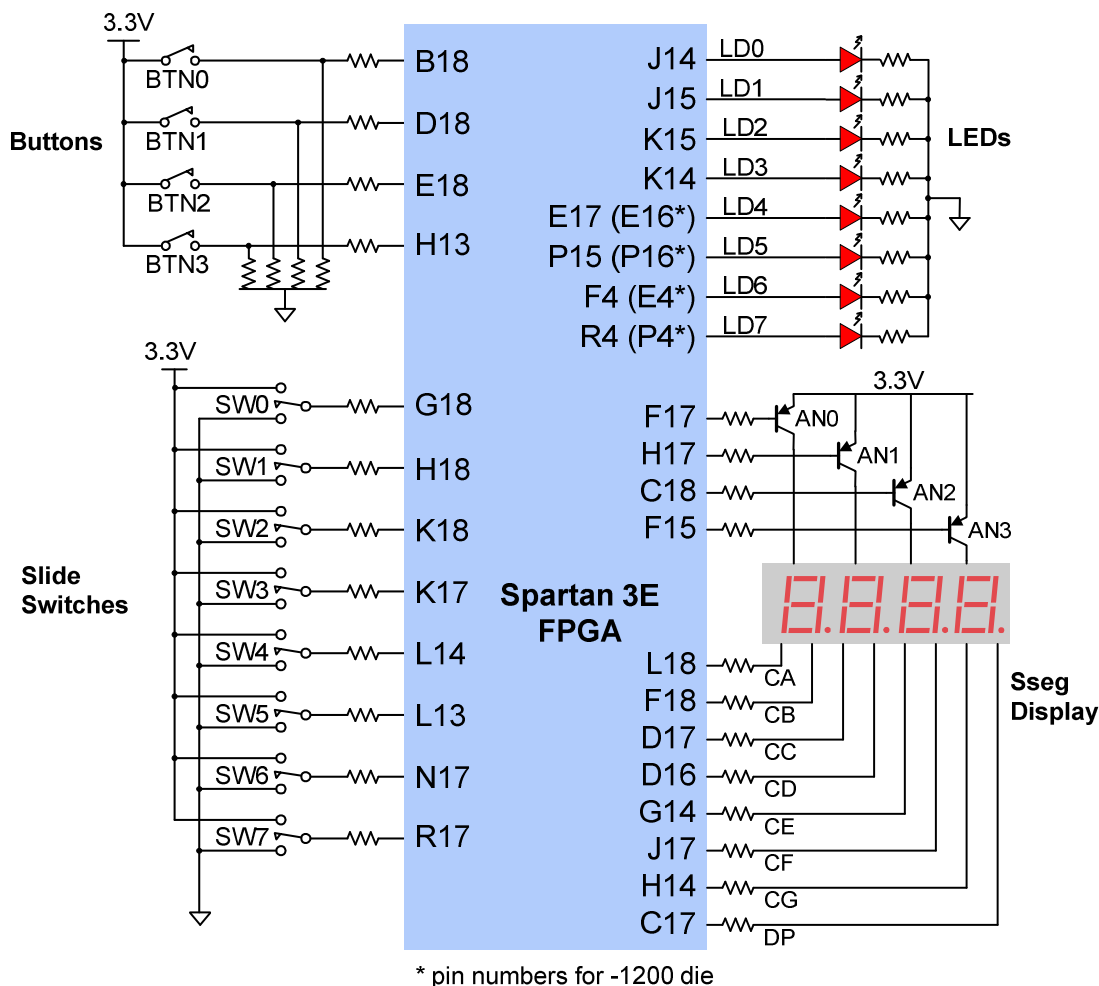 3.3V
BTN0
BTN1
BTN2
BTN3
Buttons
B18
D18
E18
H13
J14
J15
K15
K14
E17 (E16*)
P15 (P16*)
F4 (E4*)
R4 (P4*)
LD0
LD1
LD2
LD3
LD4
LD5
LD6
LD7
LEDs
3.3V
SW0
SW1
SW2
SW3
SW4
SW5
SW6
SW7
Slide
Switches
G18
H18
K18
K17
L14
L13
N17
R17
Spartan 3E
FPGA
F17
H17
C18
F15
3.3V
AN0
AN1
AN2
AN3
8.8.8.8.
L18
F18
D17
D16
G14
J17
H14
C17
CA
CB
CC
CD
CE
CF
CG
DP
Sseg
Display
* pin numbers for -1200 die